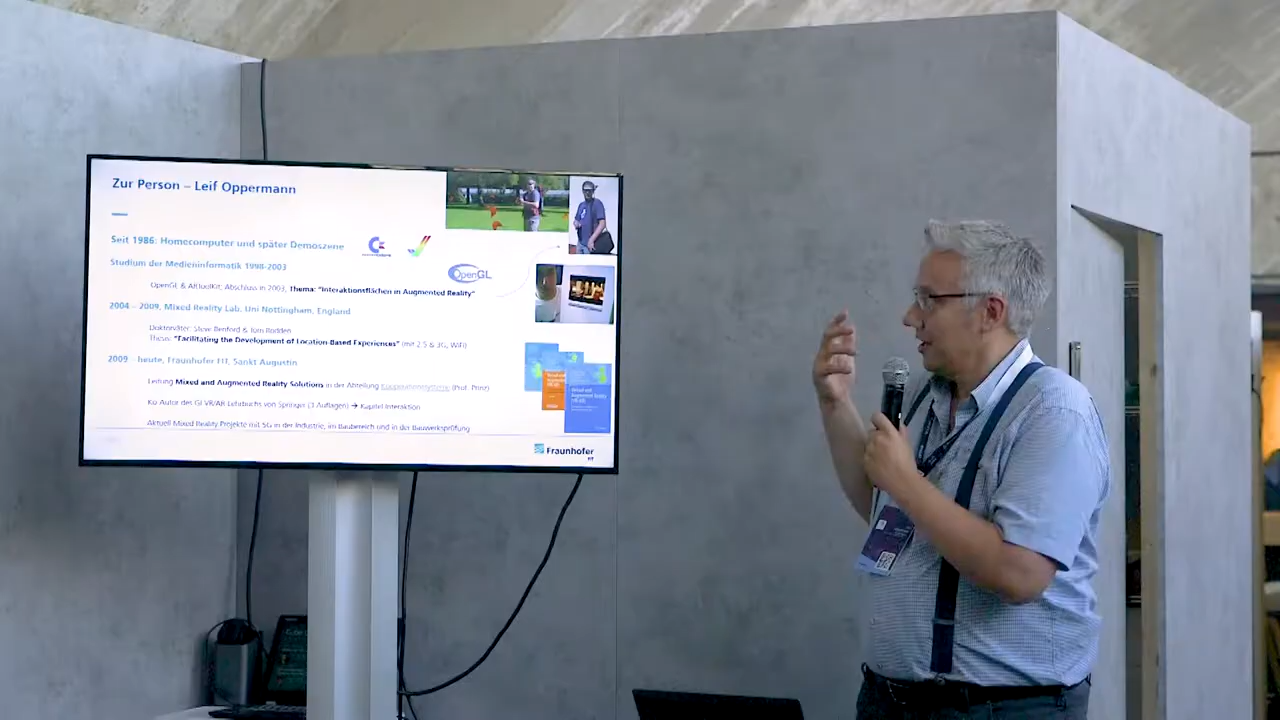 Zur Person – Leif Oppermann
Seit 1986: Homecomputer und später Demoszene
Studium der Medieninformatik 1998-2003
OpenGL
OpenGL & ARToolKit; Abschluss in 2003, Thema: "Interaktionsflächen in Augmented Reality"
2004 – 2009, Mixed Reality Lab, Uni Nottingham, England
Doktorväter: Steve Benford & Tom Rodden
Thesis: "Facilitating the Development of Location-Based Experiences" (mit 2.5 & 3G, WiFi)
2009 – heute, Fraunhofer FIT, Sankt Augustin
Leitung Mixed and Augmented Reality Solutions in der Abteilung Kooperationssysteme (Prof. Prinz)
Ko-Autor des GI VR/AR-Lehrbuchs von Springer (3 Auflagen) → Kapitel Interaktion
Aktuell Mixed Reality Projekte mit 5G in der Industrie, im Baubereich und in der Bauwerksprüfung
Fraunhofer
FIT